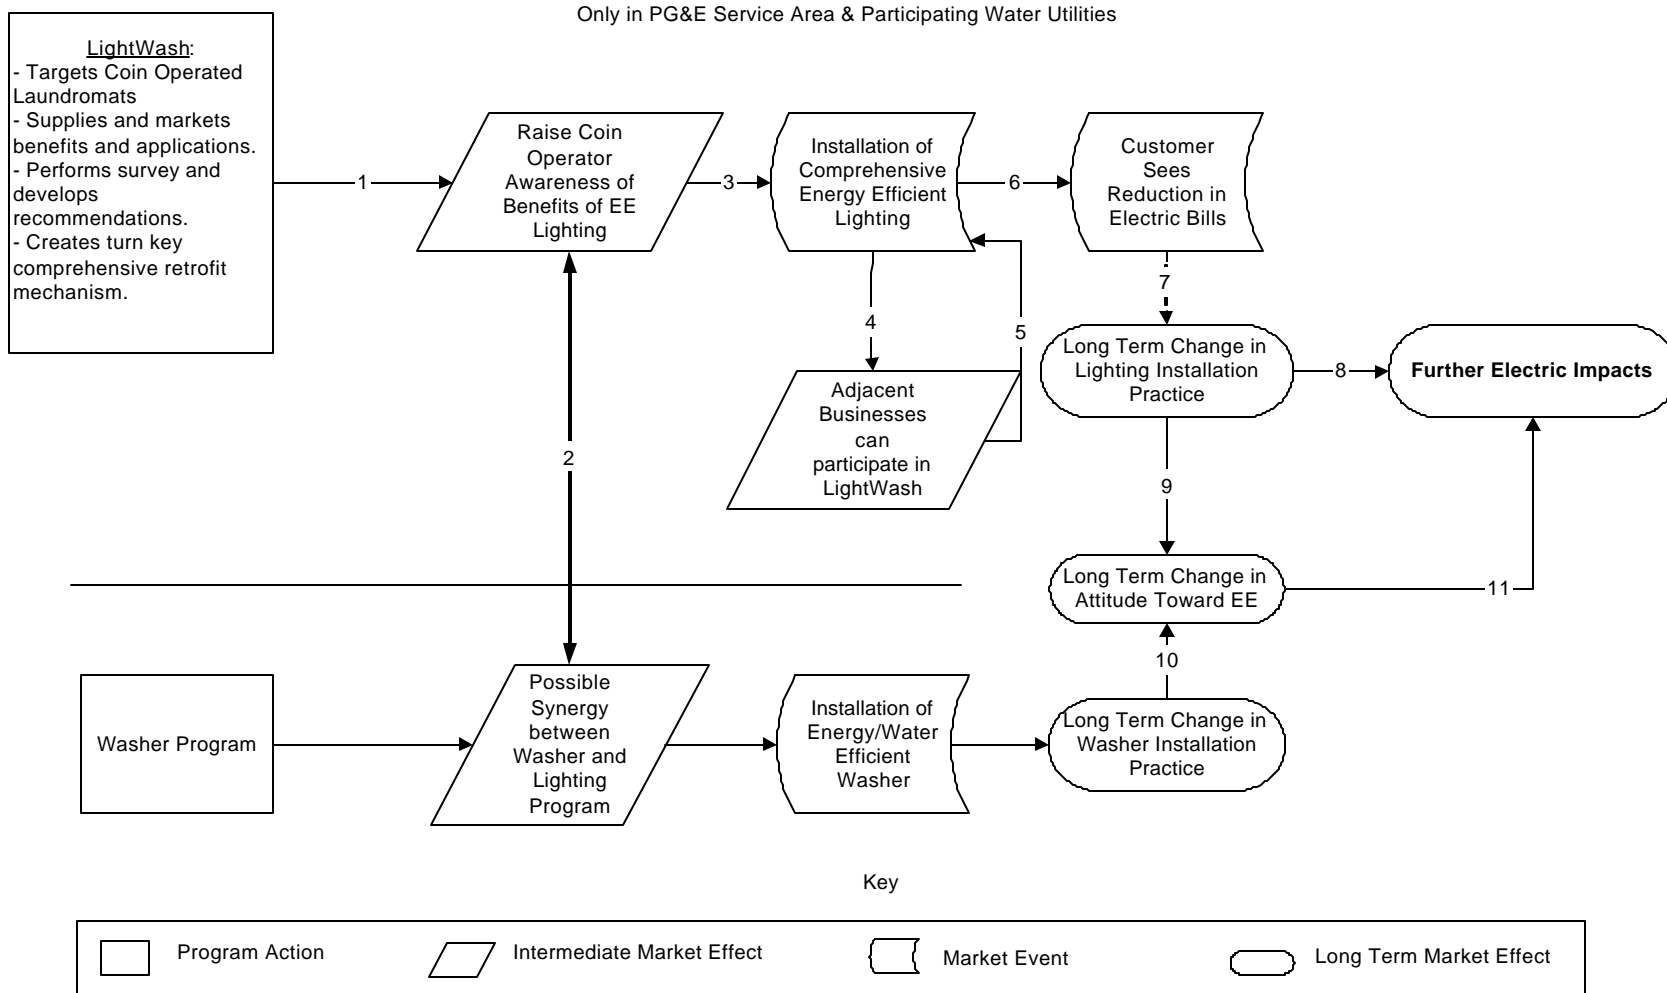 Only in PG&E Service Area & Participating Water Utilities
LightWash:
- Targets Coin Operated
Laundromats
- Supplies and markets
benefits and applications.
- Performs survey and
develops
recommendations.
- Creates turn key
comprehensive retrofit
mechanism.
1
Raise Coin
Operator
Awareness of
Benefits of EE
Lighting
3
Installation of
Comprehensive
Energy Efficient
Lighting
6
Customer
Sees
Reduction in
Electric Bills
7
4
5
Long Term Change in
Lighting Installation
Practice
8
Further Electric Impacts
Adjacent
Businesses
can
participate in
LightWash
2
9
Long Term Change in
Attitude Toward EE
11
10
Washer Program
Possible
Synergy
between
Washer and
Lighting
Program
Installation of
Energy/Water
Efficient
Washer
Long Term Change in
Washer Installation
Practice
Key
Program Action
Intermediate Market Effect
Market Event
Long Term Market Effect